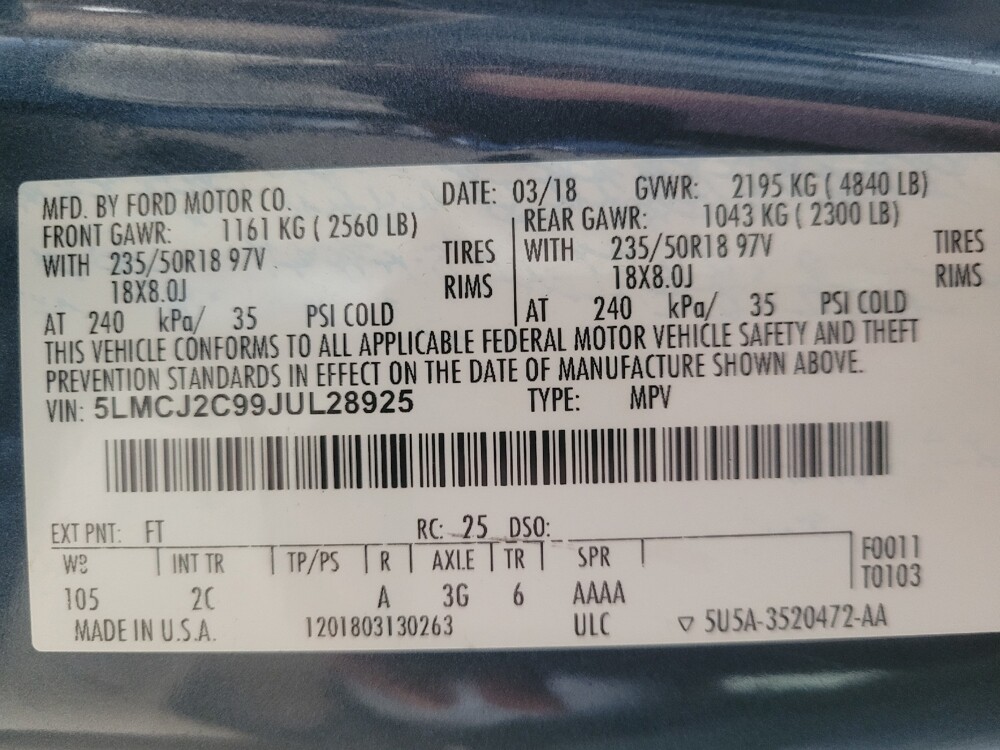 MFD. BY FORD MOTOR CO. DATE: 03/18 GVWR: 2195 KG ( 4840 LB)
FRONT GAWR: 1161 KG ( 2560 LB) REAR GAWR: 1043 KG ( 2300 LB)
WITH 235/50R18 97V TIRES WITH 235/50R18 97V TIRES
18X8.0J RIMS 18X8.0J RIMS
AT 240 kPa/ 35 PSI COLD AT 240 kPa/ 35 PSI COLD
THIS VEHICLE CONFORMS TO ALL APPLICABLE FEDERAL MOTOR VEHICLE SAFETY AND THEFT
PREVENTION STANDARDS IN EFFECT ON THE DATE OF MANUFACTURE SHOWN ABOVE.
VIN: 5LMCJ2C99JUL28925 TYPE: MPV
EXT PNT: FT RC: 25 DSO:
WB INT TR TP/PS R AXLE TR SPR F0011
T0103
105 2C A 3G 6 AAAA
MADE IN U.S.A. 1201803130263 ULC ▽ 5U5A-3520472-AA